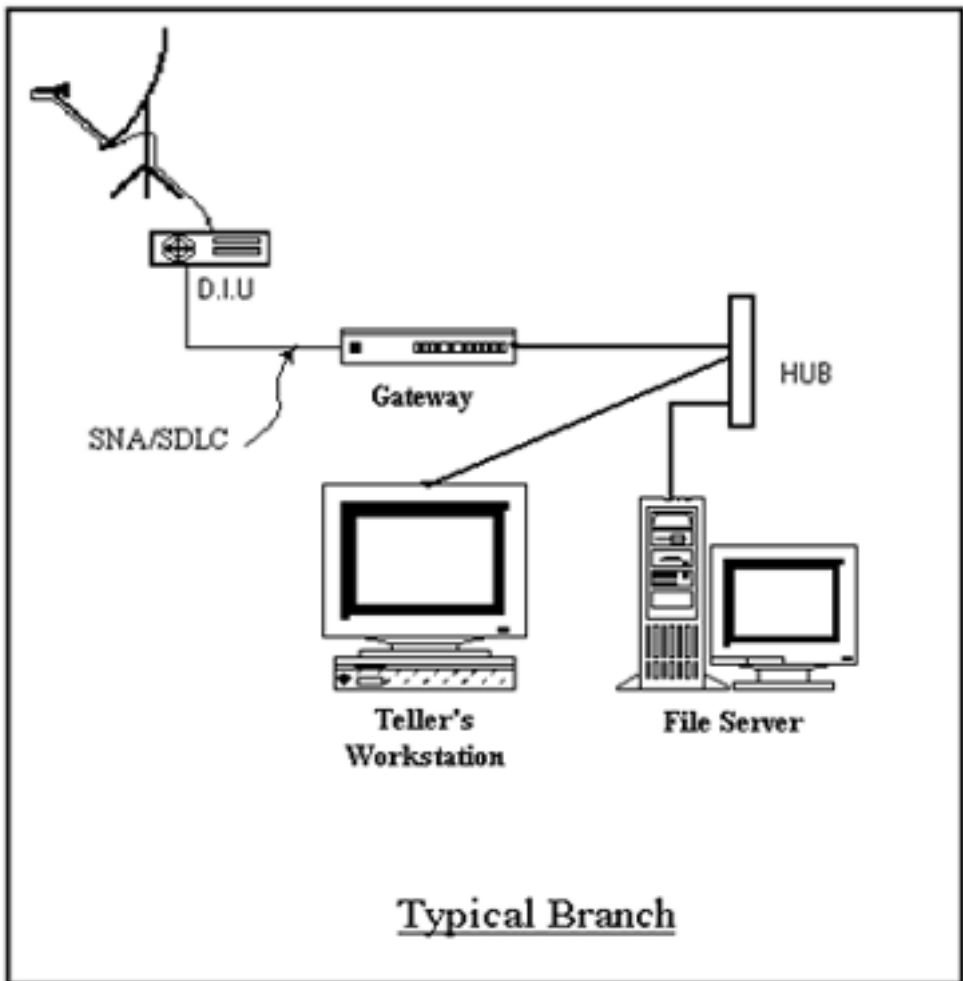 D.I.U
Gateway
HUB
SNA/SDLC
Teller's
Workstation
File Server
Typical Branch